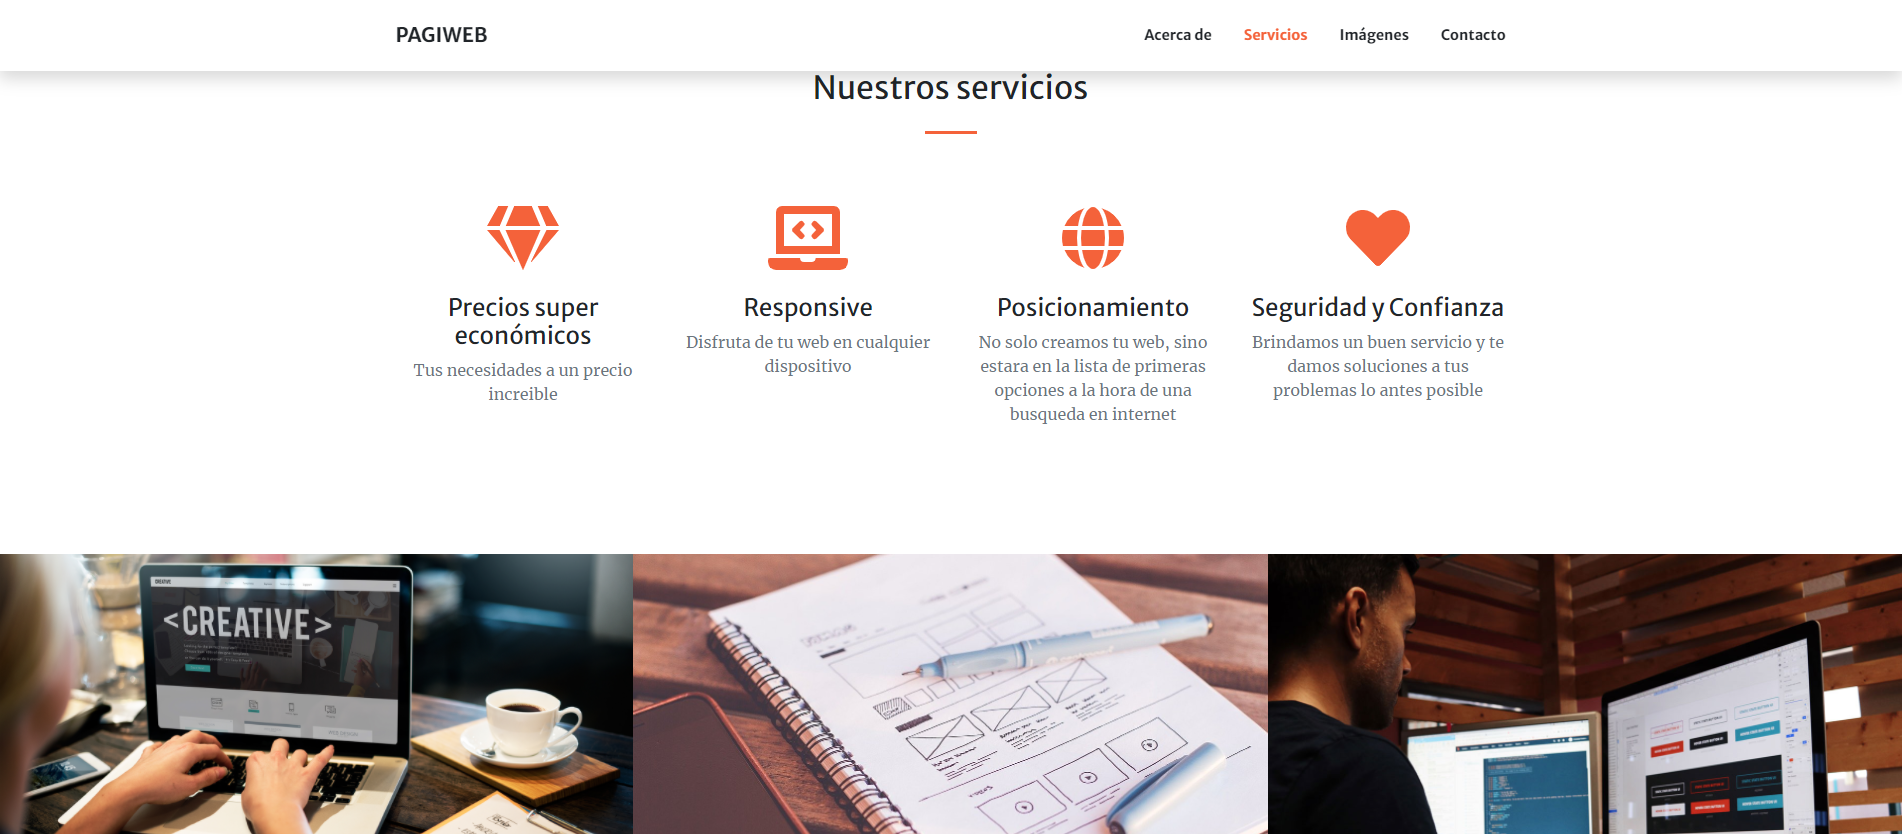 PAGIWEB
Acerca de Servicios Imágenes Contacto
Nuestros servicios
Precios super
económicos
Tus necesidades a un precio
increible
Responsive
Disfruta de tu web en cualquier
dispositivo
Posicionamiento
No solo creamos tu web, sino
estara en la lista de primeras
opciones a la hora de una
busqueda en internet
Seguridad y Confianza
Brindamos un buen servicio y te
damos soluciones a tus
problemas lo antes posible
CREATIVE
<CREATIVE>
WEB DESIGN